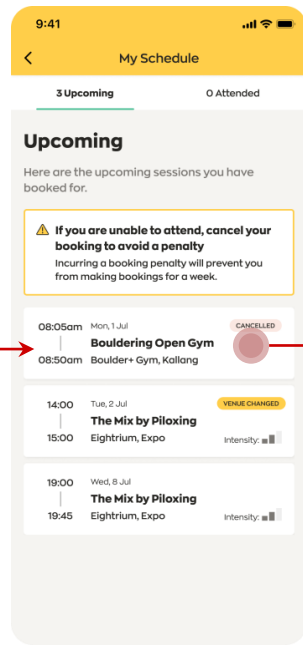 9:41
My Schedule
3 Upcoming 0 Attended
Upcoming
Here are the upcoming sessions you have
booked for.
If you are unable to attend, cancel your
booking to avoid a penalty
Incurring a booking penalty will prevent you
from making bookings for a week.
08:05am Mon, 1 Jul CANCELLED
Bouldering Open Gym
08:50am Boulder+ Gym, Kallang
14:00 Tue, 2 Jul VENUE CHANGED
The Mix by Piloxing
15:00 Eightrium, Expo Intensity:
19:00 Wed, 8 Jul
The Mix by Piloxing
19:45 Eightrium, Expo Intensity: